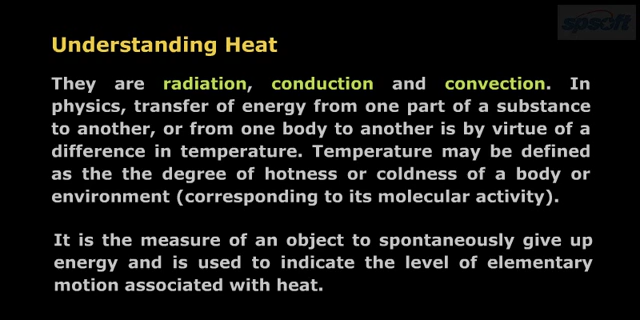 spsoft
Understanding Heat
They are radiation, conduction and convection. In
physics, transfer of energy from one part of a substance
to another, or from one body to another is by virtue of a
difference in temperature. Temperature may be defined
as the the degree of hotness or coldness of a body or
environment (corresponding to its molecular activity).
It is the measure of an object to spontaneously give up
energy and is used to indicate the level of elementary
motion associated with heat.